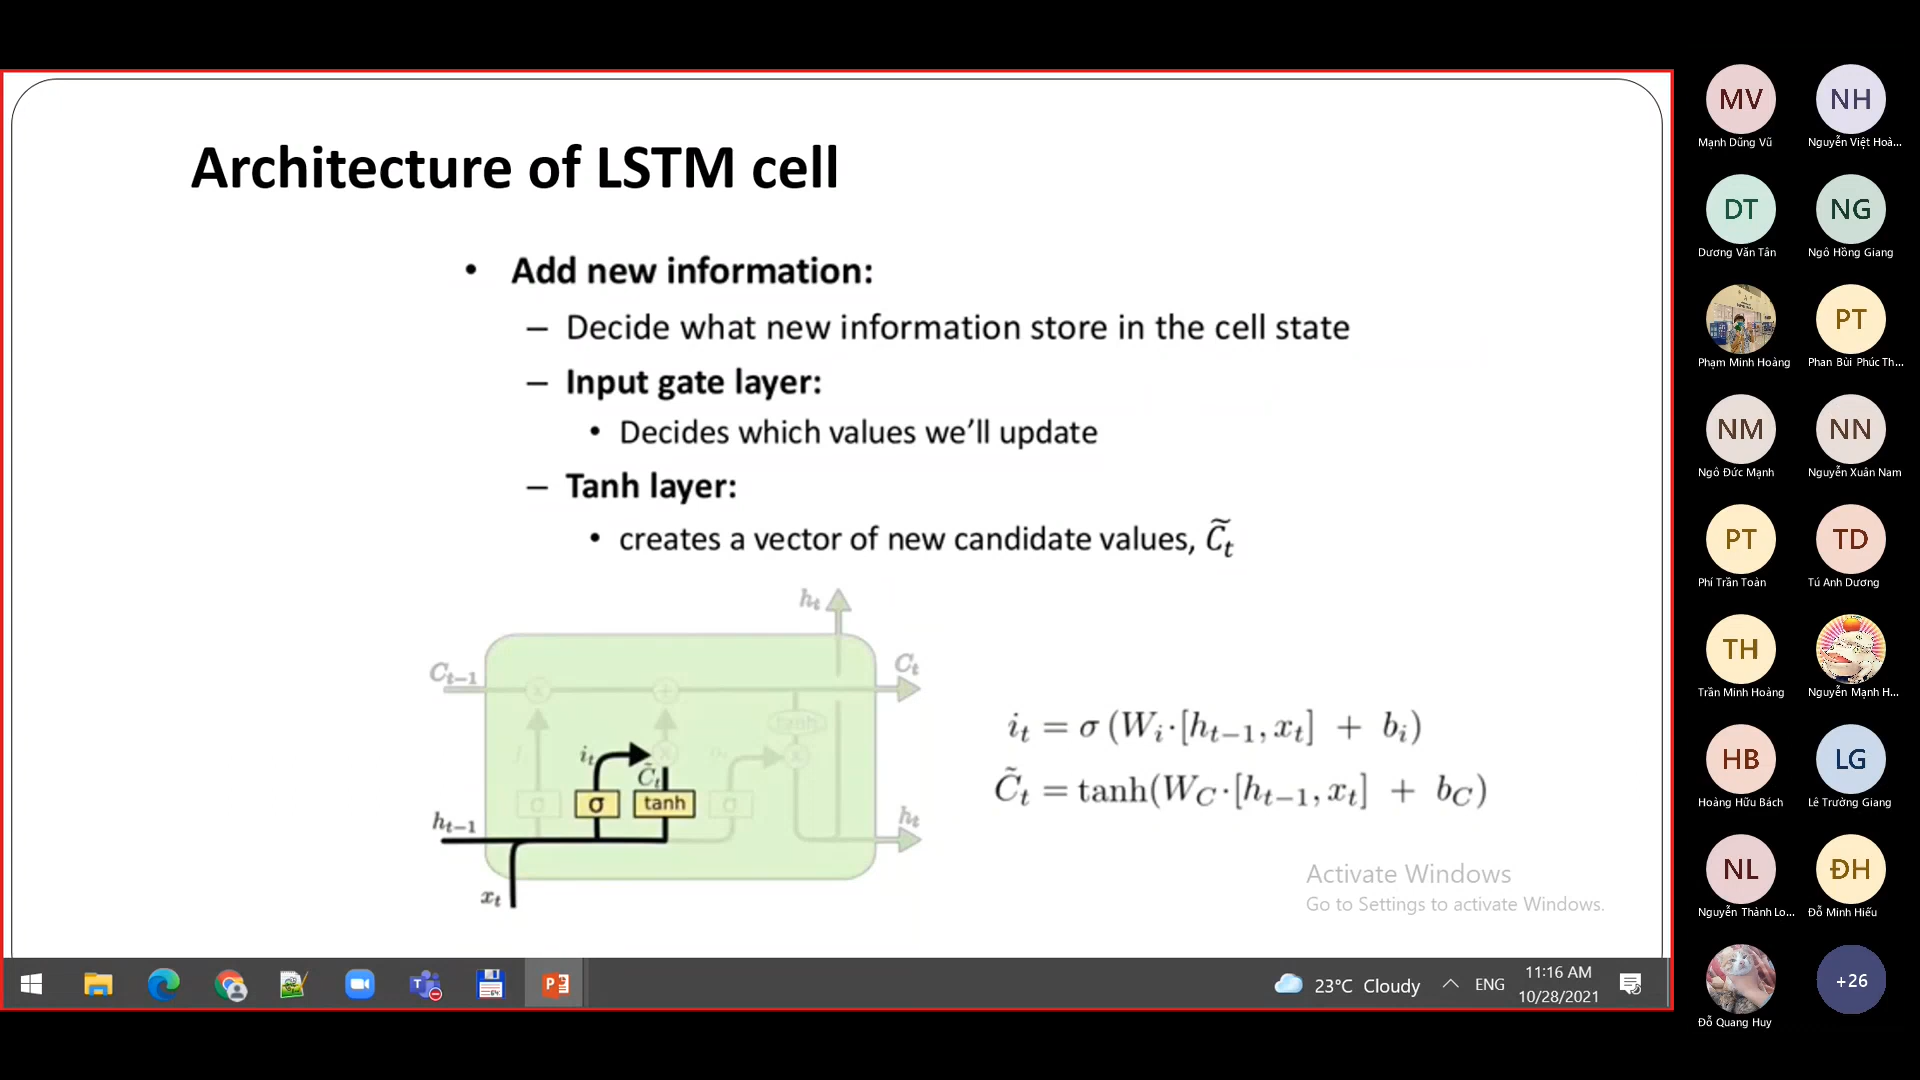 Architecture of LSTM cell
• Add new information:
– Decide what new information store in the cell state
– Input gate layer:
• Decides which values we’ll update
– Tanh layer:
• creates a vector of new candidate values, C̃ₜ
hₜ
Cₜ₋₁
Cₜ
tanh
iₜ
C̃ₜ
σ
σ
tanh
σ
hₜ₋₁
hₜ
xₜ
iₜ = σ (Wᵢ·[hₜ₋₁, xₜ] + bᵢ)
C̃ₜ = tanh(W_C·[hₜ₋₁, xₜ] + b_C)
Activate Windows
Go to Settings to activate Windows.
23°C Cloudy
ENG
11:16 AM
10/28/2021
MV
NH
Mạnh Dũng Vũ
Nguyễn Việt Hoà...
DT
NG
Dương Văn Tân
Ngô Hồng Giang
PT
Phạm Minh Hoàng
Phan Bùi Phúc Th...
NM
NN
Ngô Đức Mạnh
Nguyễn Xuân Nam
PT
TD
Phí Trần Toàn
Tú Anh Dương
TH
Trần Minh Hoàng
Nguyễn Mạnh H...
HB
LG
Hoàng Hữu Bách
Lê Trường Giang
NL
ĐH
Nguyễn Thành Lo...
Đỗ Minh Hiếu
+26
Đỗ Quang Huy